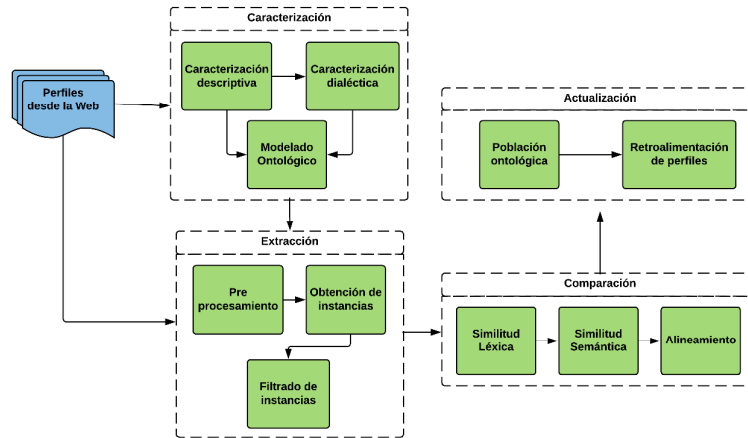 Caracterización
Perfiles
desde la Web
Caracterización
descriptiva
Caracterización
dialéctica
Modelado
Ontológico
Extracción
Pre
procesamiento
Obtención de
instancias
Filtrado de
instancias
Actualización
Población
ontológica
Retroalimentación
de perfiles
Comparación
Similitud
Léxica
Similitud
Semántica
Alineamiento